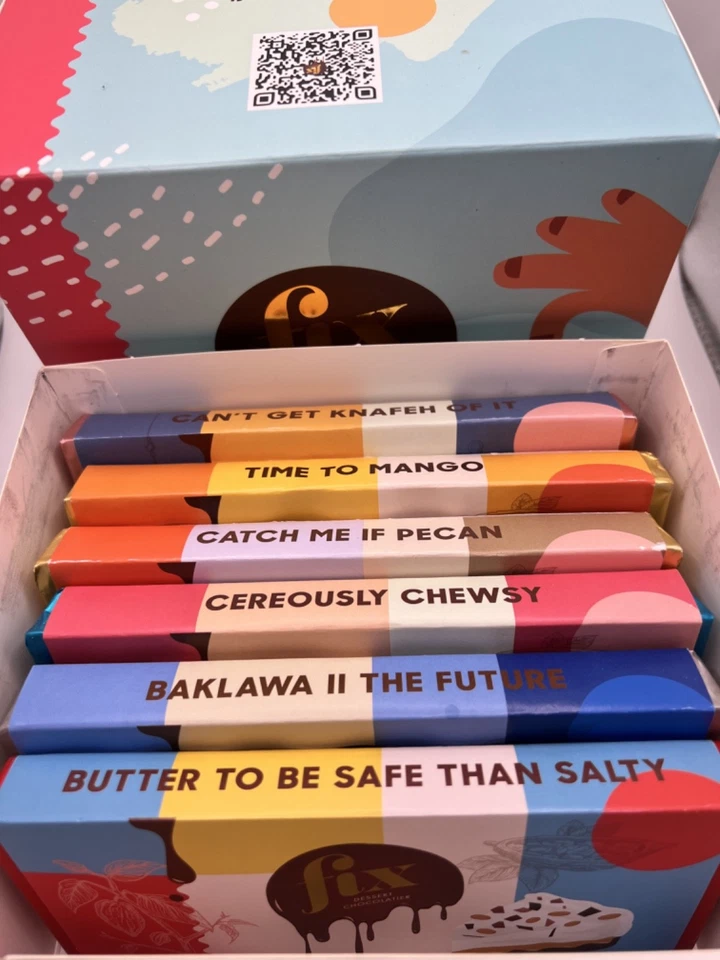 fix
CAN'T GET KNAFEH OF IT
TIME TO MANGO
CATCH ME IF PECAN
CEREOUSLY CHEWSY
BAKLAWA II THE FUTURE
BUTTER TO BE SAFE THAN SALTY
fix
DESSERT
CHOCOLATIER